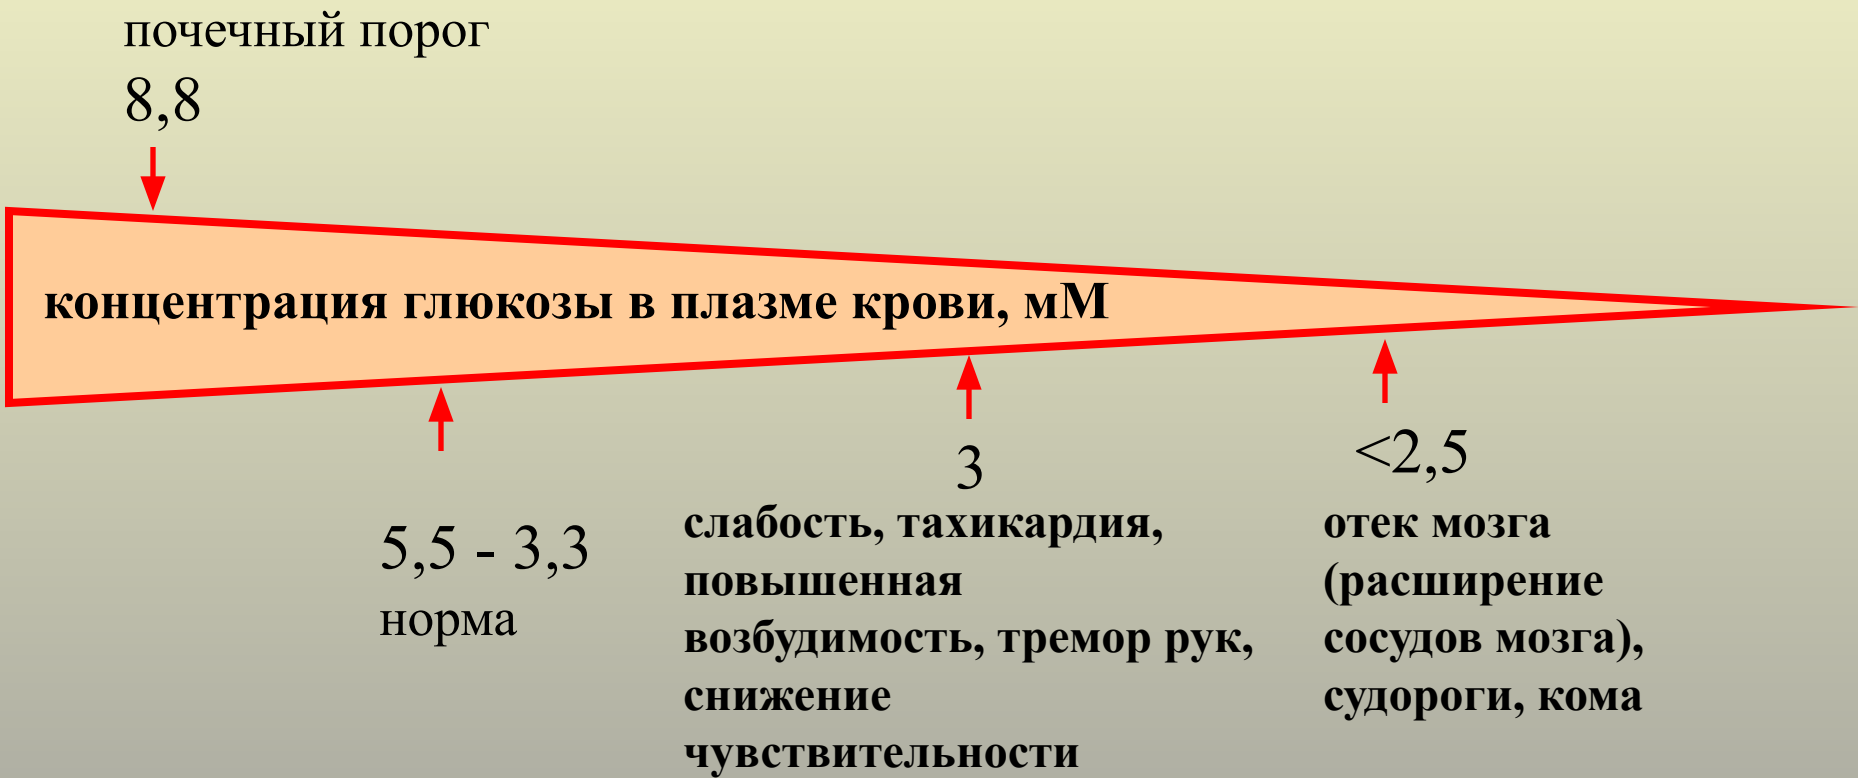 почечный порог
8,8
концентрация глюкозы в плазме крови, мМ
5,5 - 3,3
норма
3
слабость, тахикардия,
повышенная
возбудимость, тремор рук,
снижение
чувствительности
<2,5
отек мозга
(расширение
сосудов мозга),
судороги, кома